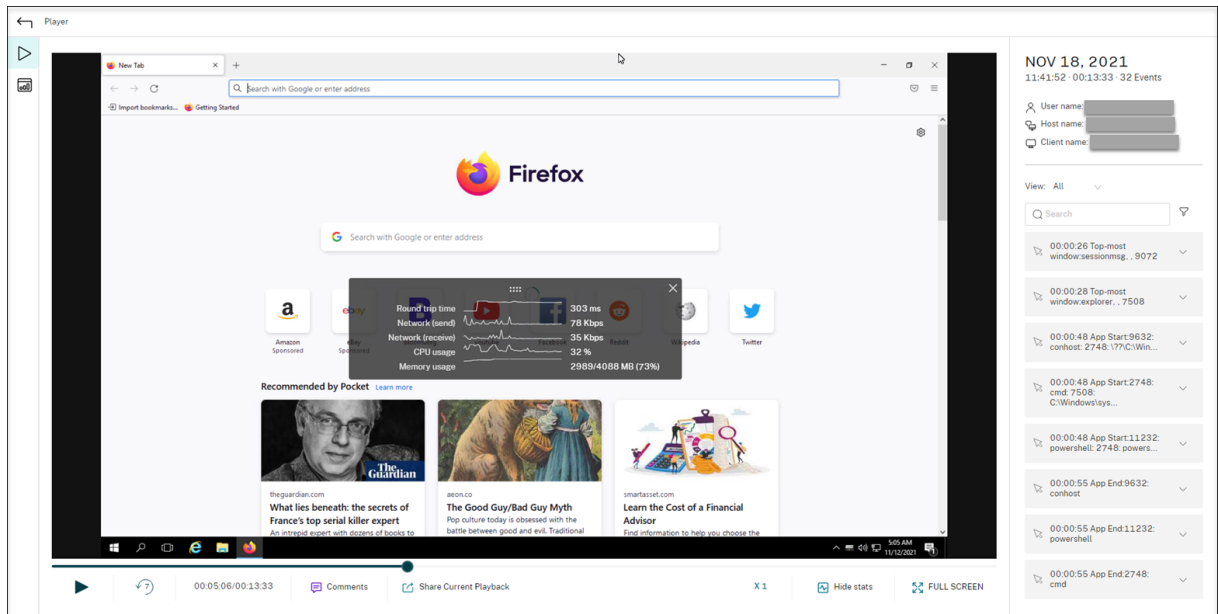 Player
New Tab
Search with Google or enter address
Import bookmarks...
Getting Started
Firefox
Search with Google or enter address
Round trip time 303 ms
Network (send) 78 Kbps
Network (receive) 35 Kbps
CPU usage 32 %
Memory usage 2989/4088 MB (73%)
Amazon
Sponsored
eBay
Facebook
Reddit
Wikipedia
Twitter
Recommended by Pocket Learn more
The
Guardian
theguardian.com
What lies beneath: the secrets of
France's top serial killer expert
An intrepid expert with dozens of books to
aeon.co
The Good Guy/Bad Guy Myth
Pop culture today is obsessed with the
battle between good and evil. Traditional
smartasset.com
Learn the Cost of a Financial
Advisor
Find information to help you choose the
5:05 AM
11/12/2021
7
00:05:06/00:13:33
Comments
Share Current Playback
X 1
Hide stats
FULL SCREEN
NOV 18, 2021
11:41:52 · 00:13:33 · 32 Events
User name:
Host name:
Client name:
View: All
Search
00:00:26 Top-most
window:sessionmsg, , 9072
00:00:28 Top-most
window:explorer, , 7508
00:00:48 App Start:9632:
conhost: 2748: \??\C:\Win...
00:00:48 App Start:2748:
cmd: 7508:
C:\Windows\sys...
00:00:48 App Start:11232:
powershell: 2748: powers...
00:00:55 App End:9632:
conhost
00:00:55 App End:11232:
powershell
00:00:55 App End:2748:
cmd